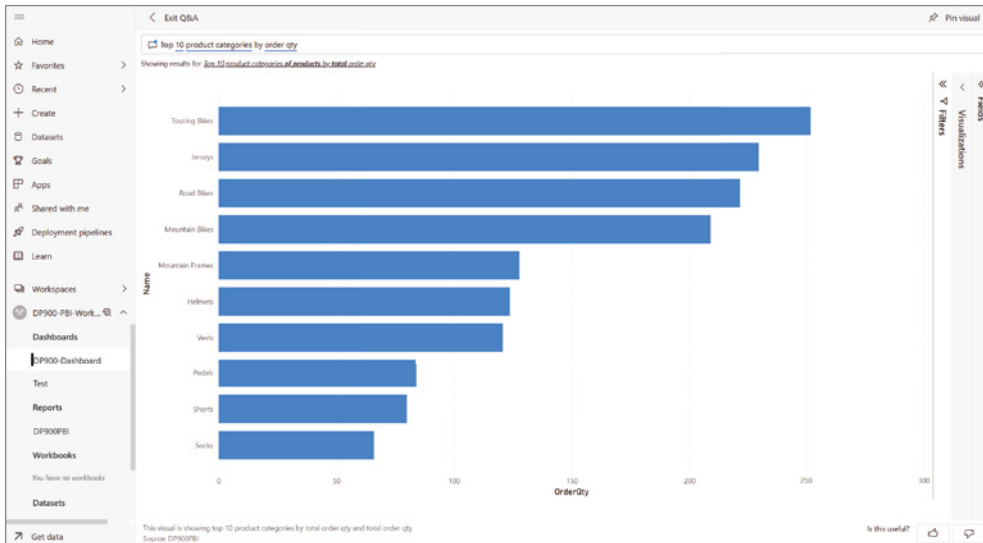 Exit Q&A
Pin visual
Home
Favorites
Recent
Create
Datasets
Goals
Apps
Shared with me
Deployment pipelines
Learn
Workspaces
DP900-PBI-Work...
Dashboards
DP900-Dashboard
Test
Reports
DP900PBI
Workbooks
You have no workbooks
Datasets
Get data
Top 10 product categories by order qty
Showing results for Top 10 product categories of products by total order qty
Name
Touring Bikes
Jerseys
Road Bikes
Mountain Bikes
Mountain Frames
Helmets
Vests
Pedals
Shorts
Socks
0 50 100 150 200 250 300
OrderQty
Filters
Visualizations
Fields
This visual is showing top 10 product categories by total order qty and total order qty
Source: DP900PBI
Is this useful?